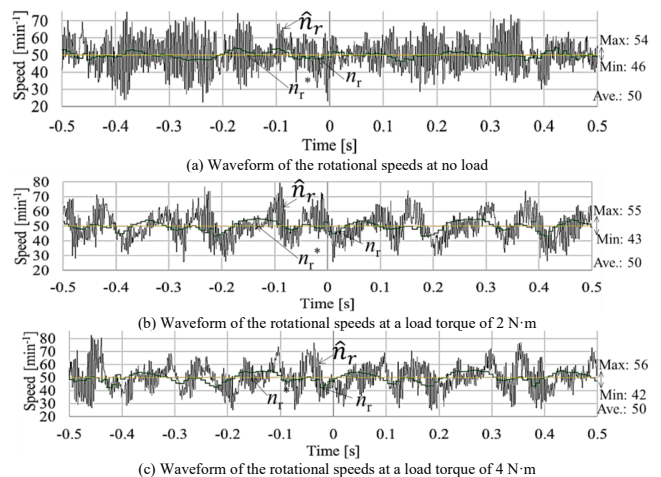 Speed [min⁻¹]
70
60
50
40
30
20
n̂r
nr*
nr
Max: 54
Min: 46
Ave.: 50
-0.5 -0.4 -0.3 -0.2 -0.1 0 0.1 0.2 0.3 0.4 0.5
Time [s]
(a) Waveform of the rotational speeds at no load
Speed [min⁻¹]
80
70
60
50
40
30
20
n̂r
nr*
nr
Max: 55
Min: 43
Ave.: 50
-0.5 -0.4 -0.3 -0.2 -0.1 0 0.1 0.2 0.3 0.4 0.5
Time [s]
(b) Waveform of the rotational speeds at a load torque of 2 N·m
Speed [min⁻¹]
80
70
60
50
40
30
20
n̂r
nr*
nr
Max: 56
Min: 42
Ave.: 50
-0.5 -0.4 -0.3 -0.2 -0.1 0 0.1 0.2 0.3 0.4 0.5
Time [s]
(c) Waveform of the rotational speeds at a load torque of 4 N·m